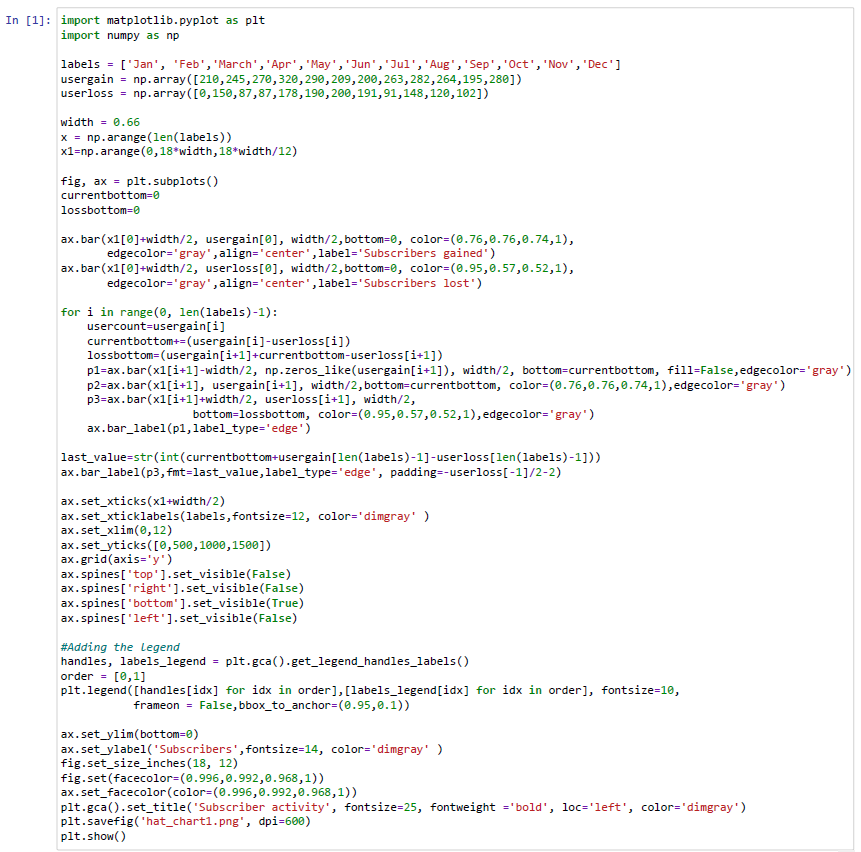 In [1]: import matplotlib.pyplot as plt
import numpy as np
labels = ['Jan', 'Feb','March','Apr','May','Jun','Jul','Aug','Sep','Oct','Nov','Dec']
usergain = np.array([210,245,270,320,290,209,200,263,282,264,195,280])
userloss = np.array([0,150,87,87,178,190,200,191,91,148,120,102])
width = 0.66
x = np.arange(len(labels))
x1=np.arange(0,18*width,18*width/12)
fig, ax = plt.subplots()
currentbottom=0
lossbottom=0
ax.bar(x1[0]+width/2, usergain[0], width/2,bottom=0, color=(0.76,0.76,0.74,1),
       edgecolor='gray',align='center',label='Subscribers gained')
ax.bar(x1[0]+width/2, userloss[0], width/2,bottom=0, color=(0.95,0.57,0.52,1),
       edgecolor='gray',align='center',label='Subscribers lost')
for i in range(0, len(labels)-1):
    usercount=usergain[i]
    currentbottom+=(usergain[i]-userloss[i])
    lossbottom=(usergain[i+1]+currentbottom-userloss[i+1])
    p1=ax.bar(x1[i+1]-width/2, np.zeros_like(usergain[i+1]), width/2, bottom=currentbottom, fill=False,edgecolor='gray')
    p2=ax.bar(x1[i+1], usergain[i+1], width/2,bottom=currentbottom, color=(0.76,0.76,0.74,1),edgecolor='gray')
    p3=ax.bar(x1[i+1]+width/2, userloss[i+1], width/2,
                    bottom=lossbottom, color=(0.95,0.57,0.52,1),edgecolor='gray')
    ax.bar_label(p1,label_type='edge')
last_value=str(int(currentbottom+usergain[len(labels)-1]-userloss[len(labels)-1]))
ax.bar_label(p3,fmt=last_value,label_type='edge', padding=-userloss[-1]/2-2)
ax.set_xticks(x1+width/2)
ax.set_xticklabels(labels,fontsize=12, color='dimgray' )
ax.set_xlim(0,12)
ax.set_yticks([0,500,1000,1500])
ax.grid(axis='y')
ax.spines['top'].set_visible(False)
ax.spines['right'].set_visible(False)
ax.spines['bottom'].set_visible(True)
ax.spines['left'].set_visible(False)
#Adding the Legend
handles, labels_legend = plt.gca().get_legend_handles_labels()
order = [0,1]
plt.legend([handles[idx] for idx in order],[labels_legend[idx] for idx in order], fontsize=10,
           frameon = False,bbox_to_anchor=(0.95,0.1))
ax.set_ylim(bottom=0)
ax.set_ylabel('Subscribers',fontsize=14, color='dimgray' )
fig.set_size_inches(18, 12)
fig.set(facecolor=(0.996,0.992,0.968,1))
ax.set_facecolor(color=(0.996,0.992,0.968,1))
plt.gca().set_title('Subscriber activity', fontsize=25, fontweight ='bold', loc='left', color='dimgray')
plt.savefig('hat_chart1.png', dpi=600)
plt.show()